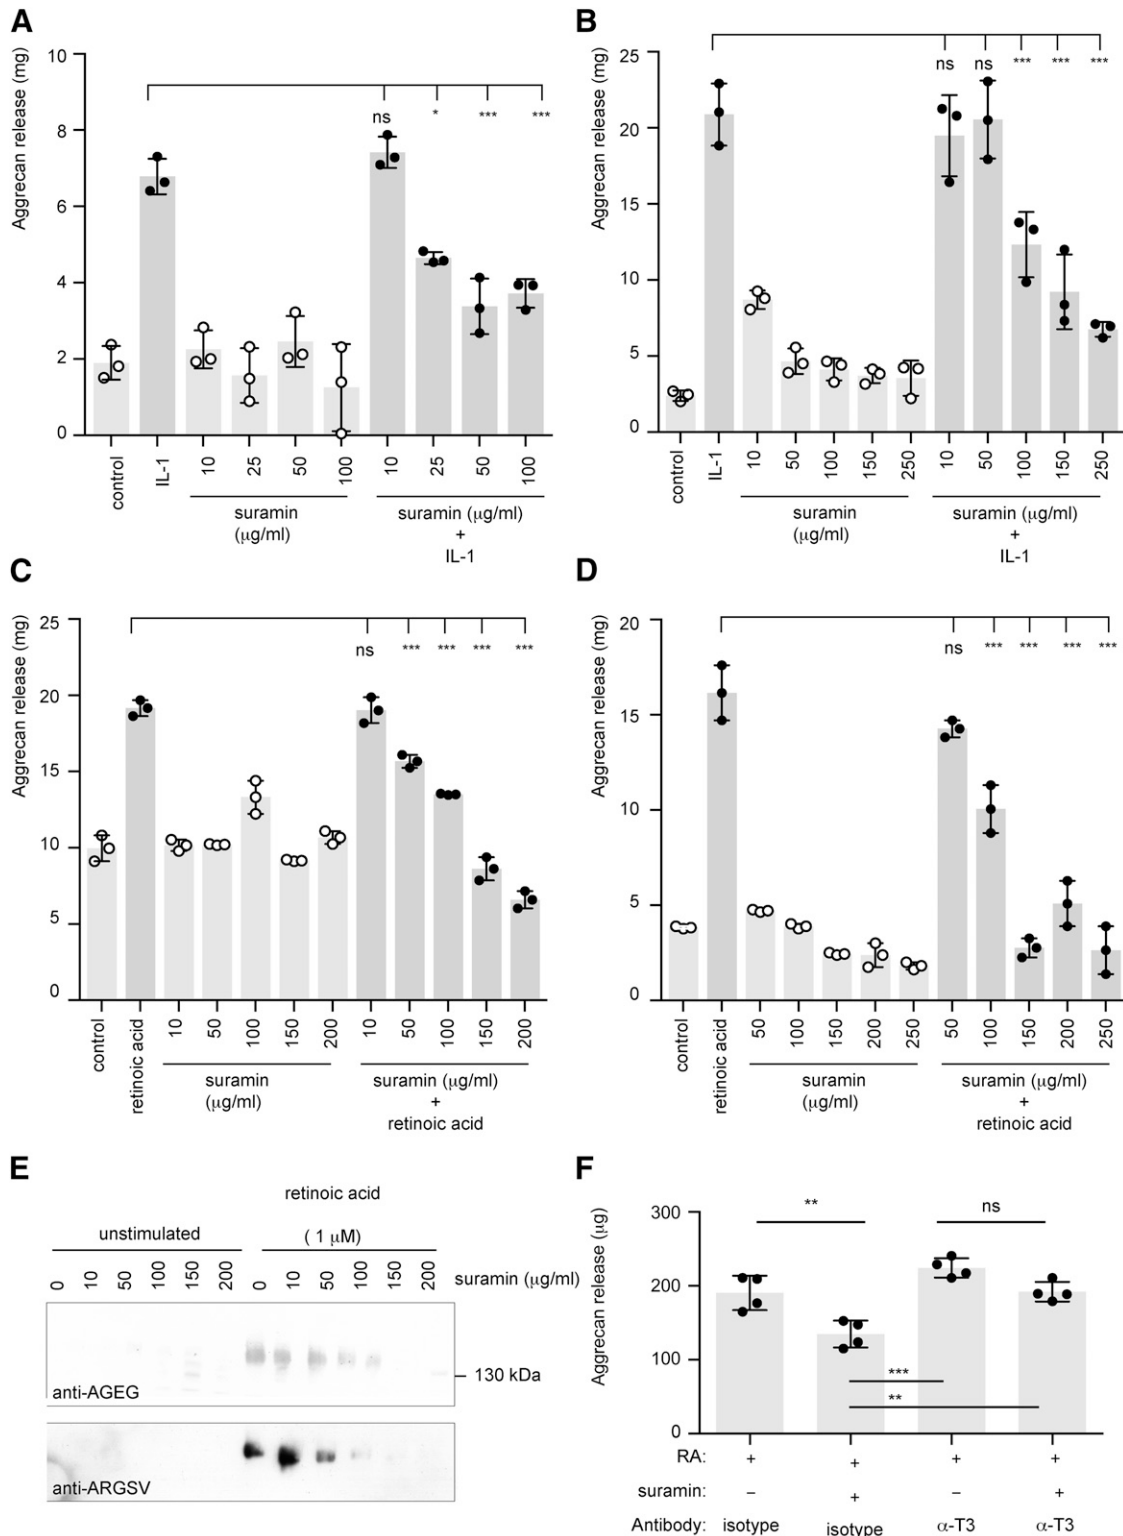 A
Aggrecan release (mg)
10
8
6
4
2
0
ns * *** ***
control IL-1 10 25 50 100 10 25 50 100
suramin
(μg/ml)
suramin (μg/ml)
+
IL-1
B
Aggrecan release (mg)
25
20
15
10
5
0
ns ns *** *** ***
control IL-1 10 50 100 150 250 10 50 100 150 250
suramin
(μg/ml)
suramin (μg/ml)
+
IL-1
C
Aggrecan release (mg)
25
20
15
10
5
0
ns *** *** *** ***
control retinoic acid 10 50 100 150 200 10 50 100 150 200
suramin
(μg/ml)
suramin (μg/ml)
+
retinoic acid
D
Aggrecan release (mg)
20
15
10
5
0
ns *** *** *** ***
control retinoic acid 50 100 150 200 250 50 100 150 200 250
suramin
(μg/ml)
suramin (μg/ml)
+
retinoic acid
E
retinoic acid
unstimulated ( 1 μM)
0 10 50 100 150 200 0 10 50 100 150 200 suramin (μg/ml)
130 kDa
anti-AGEG
anti-ARGSV
F
Aggrecan release (μg)
300
200
100
0
** ns
***
**
RA: + + + +
suramin: – + – +
Antibody: isotype isotype α-T3 α-T3